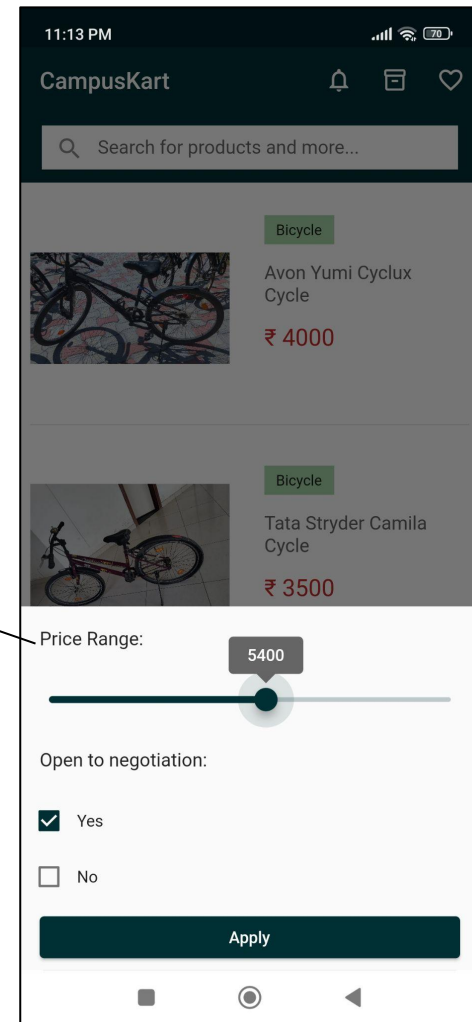 11:13 PM
70
CampusKart
Search for products and more...
Bicycle
Avon Yumi Cyclux
Cycle
₹ 4000
Bicycle
Tata Stryder Camila
Cycle
₹ 3500
Price Range:
5400
Open to negotiation:
Yes
No
Apply